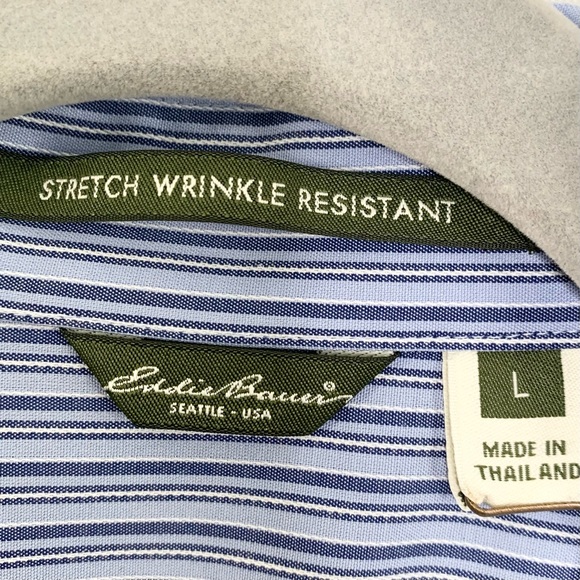 STRETCH WRINKLE RESISTANT
Eddie Bauer®
SEATTLE - USA
L
MADE IN
THAILAND